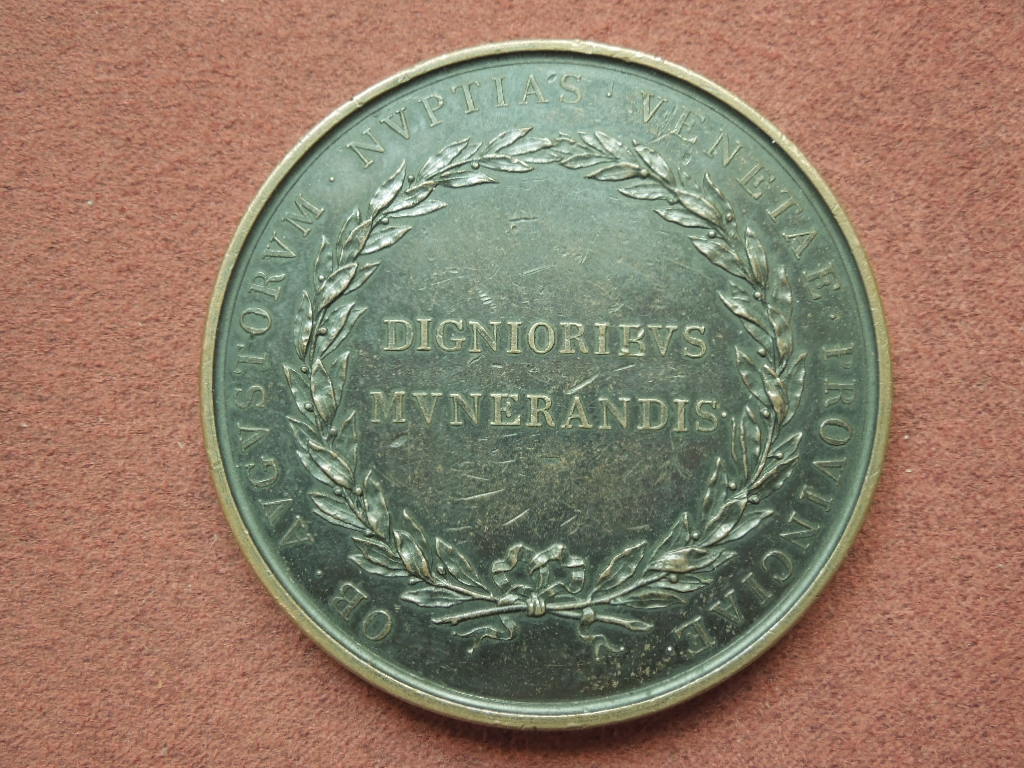 OB · AVGVSTORVM · NVPTIAS · VENETAE · PROVINCIAE
DIGNIORIBVS
MVNERANDIS